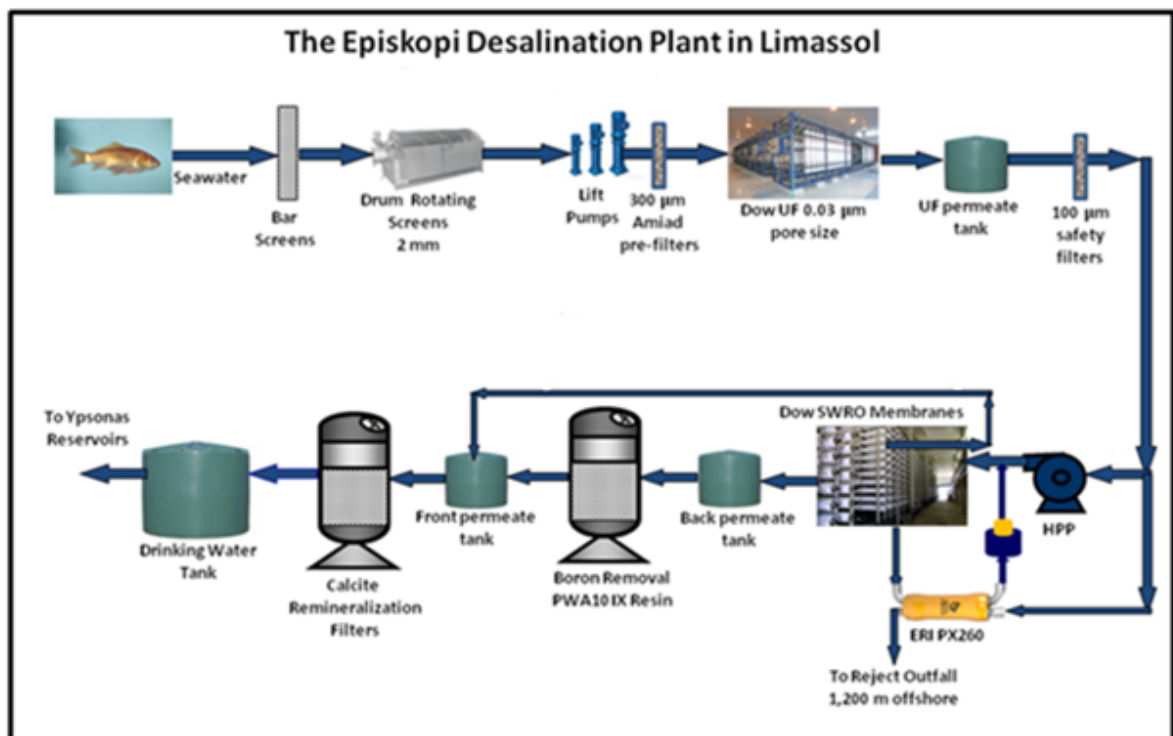 The Episkopi Desalination Plant in Limassol
Seawater
Bar
Screens
Drum Rotating
Screens
2 mm
Lift
Pumps
300 µm
Amiad
pre-filters
Dow UF 0.03 µm
pore size
UF permeate
tank
100 µm
safety
filters
To Ypsonas
Reservoirs
Drinking Water
Tank
Calcite
Remineralization
Filters
Front permeate
tank
Boron Removal
PWA10 IX Resin
Back permeate
tank
Dow SWRO Membranes
HPP
ERI PX260
To Reject Outfall
1,200 m offshore